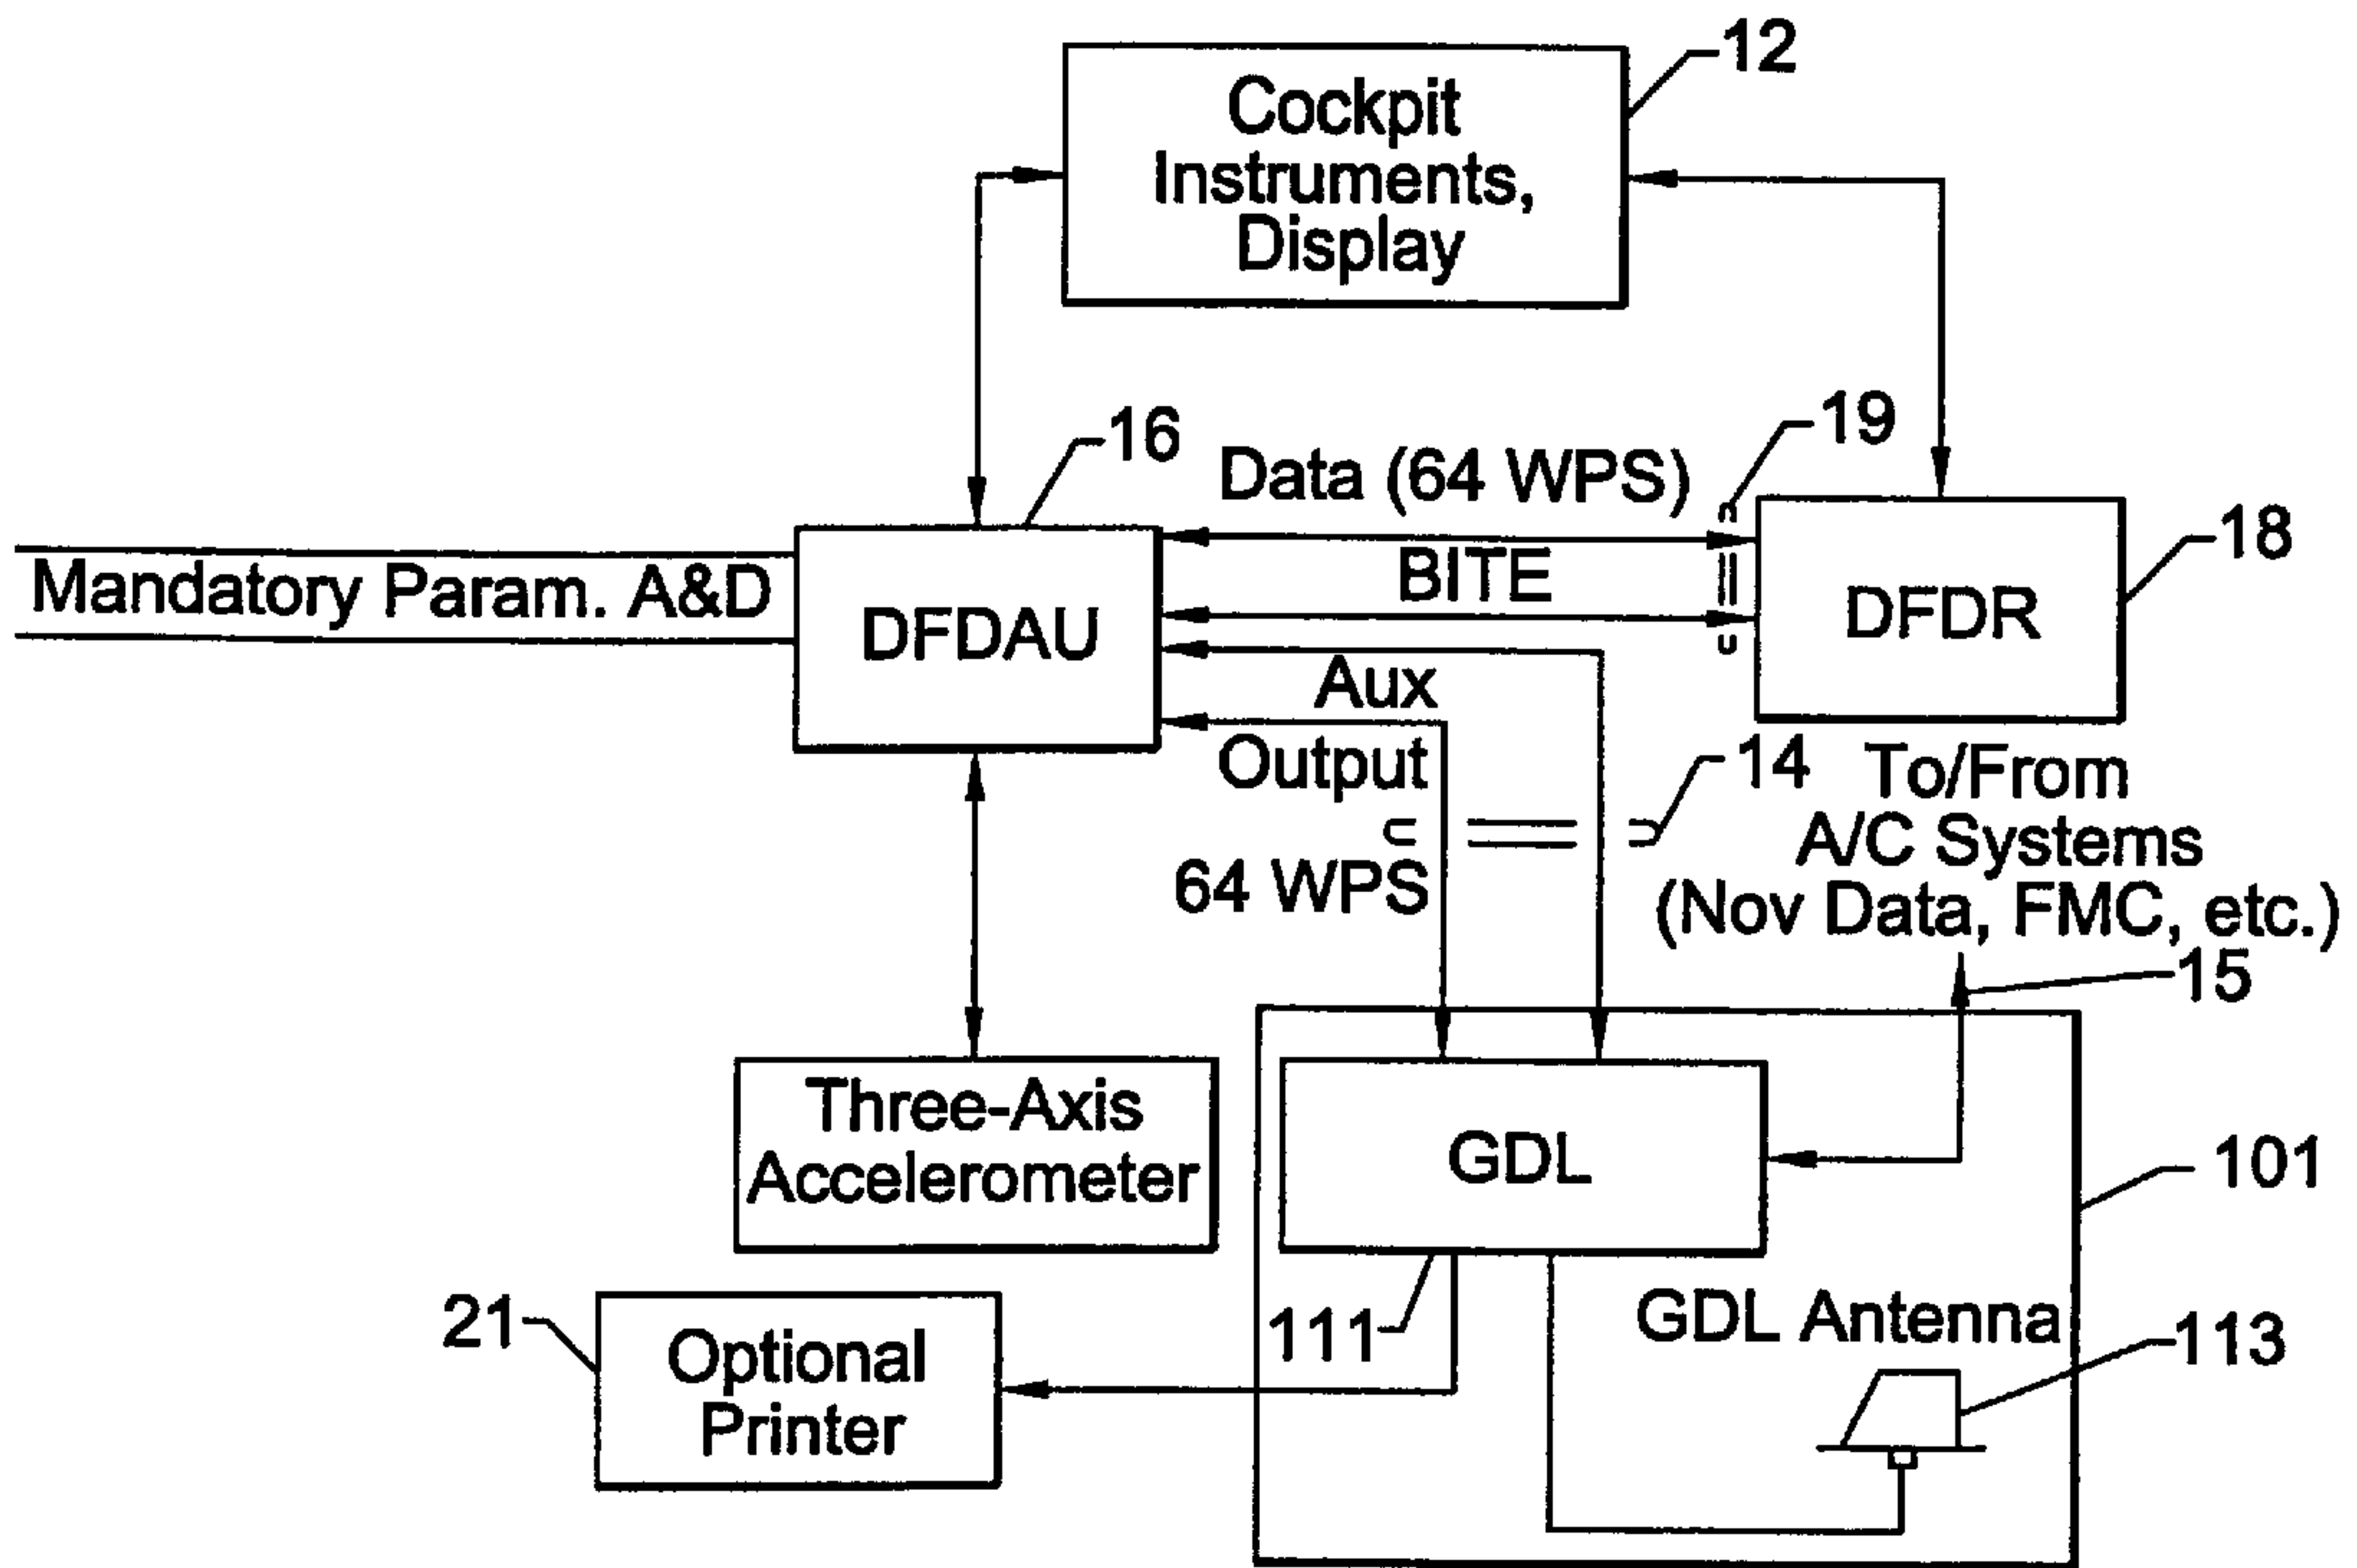 12
Cockpit
Instruments,
Display
16
Data (64 WPS)
19
18
Mandatory Param. A&D
DFDAU
BITE
DFDR
Aux
Output
14
To/From
A/C Systems
(Nov Data, FMC, etc.)
64 WPS
15
Three-Axis
Accelerometer
GDL
101
21
Optional
Printer
111
GDL Antenna
113